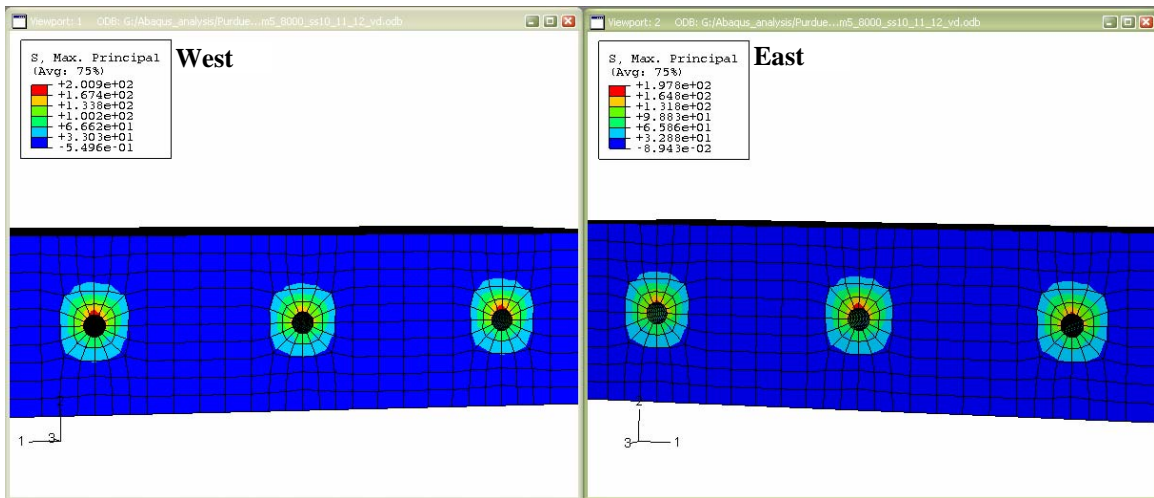 Viewport: 1 ODB: G:/Abaqus_analysis/Purdue...m5_8000_ss10_11_12_vd.odb
S, Max. Principal
(Avg: 75%)
+2.009e+02
+1.674e+02
+1.338e+02
+1.002e+02
+6.662e+01
+3.303e+01
-5.496e-01
West
1
3
Viewport: 2 ODB: G:/Abaqus_analysis/Purdue...m5_8000_ss10_11_12_vd.odb
S, Max. Principal
(Avg: 75%)
+1.978e+02
+1.648e+02
+1.318e+02
+9.883e+01
+6.586e+01
+3.288e+01
-8.943e-02
East
2
3
1